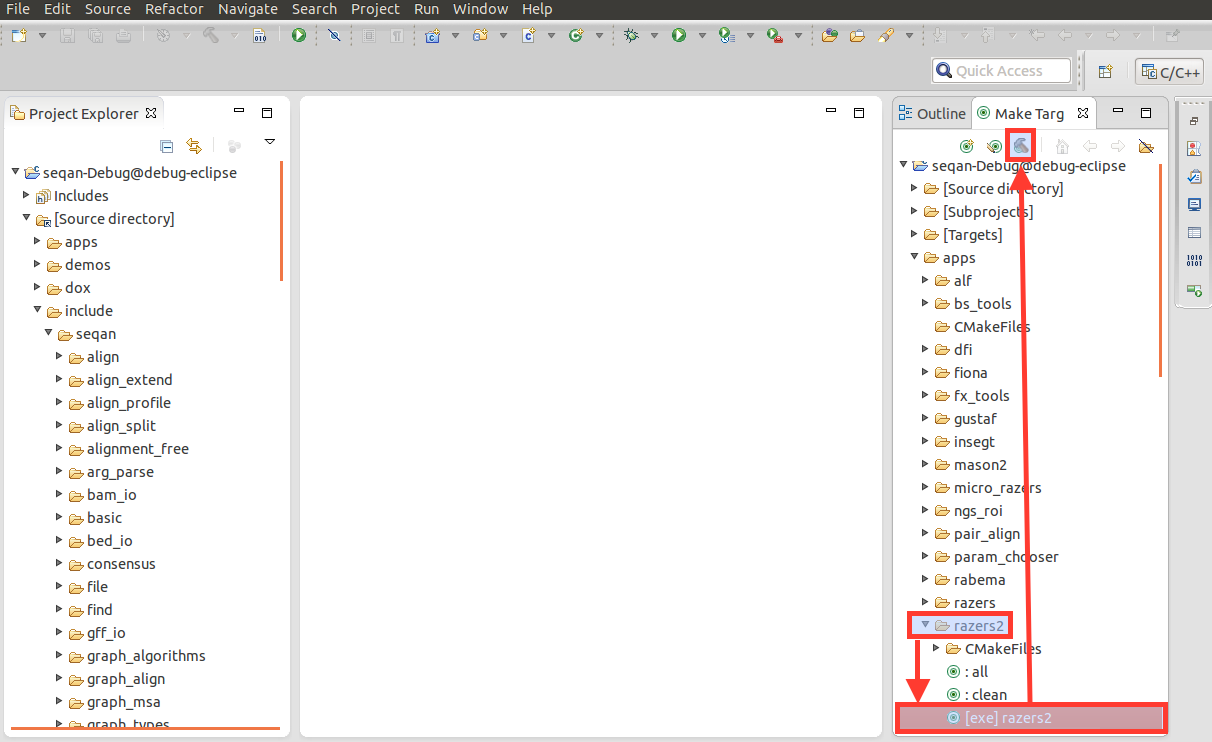 File Edit Source Refactor Navigate Search Project Run Window Help
Quick Access
C/C++
Project Explorer
seqan-Debug@debug-eclipse
Includes
[Source directory]
apps
demos
dox
include
seqan
align
align_extend
align_profile
align_split
alignment_free
arg_parse
bam_io
basic
bed_io
consensus
file
find
gff_io
graph_algorithms
graph_align
graph_msa
graph_types
Outline Make Targ
seqan-Debug@debug-eclipse
[Source directory]
[Subprojects]
[Targets]
apps
alf
bs_tools
CMakeFiles
dfi
fiona
fx_tools
gustaf
insegt
mason2
micro_razers
ngs_roi
pair_align
param_chooser
rabema
razers
razers2
CMakeFiles
: all
: clean
[exe] razers2